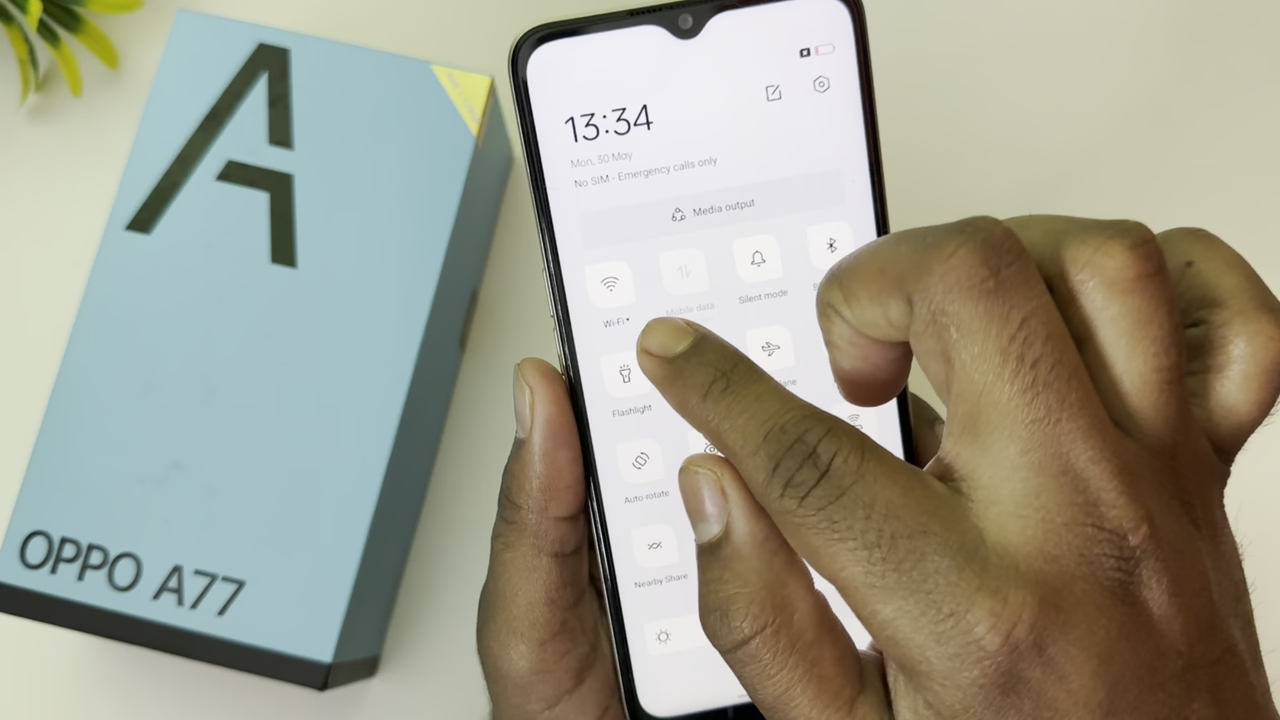 A
OPPO A77
13:34
Mon, 30 May
No SIM - Emergency calls only
Media output
Wi-Fi
Mobile data
Silent mode
Flashlight
Auto-rotate
Nearby Share